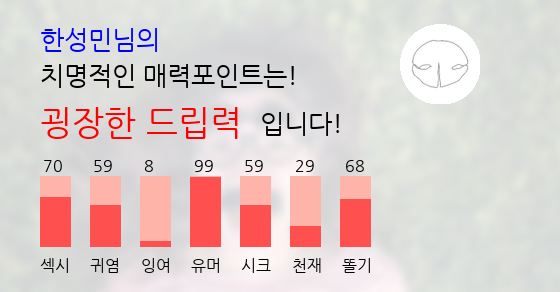 한성민님의
치명적인 매력포인트는!
굉장한 드립력 입니다!
70 59 8 99 59 29 68
섹시 귀염 잉여 유머 시크 천재 똘기